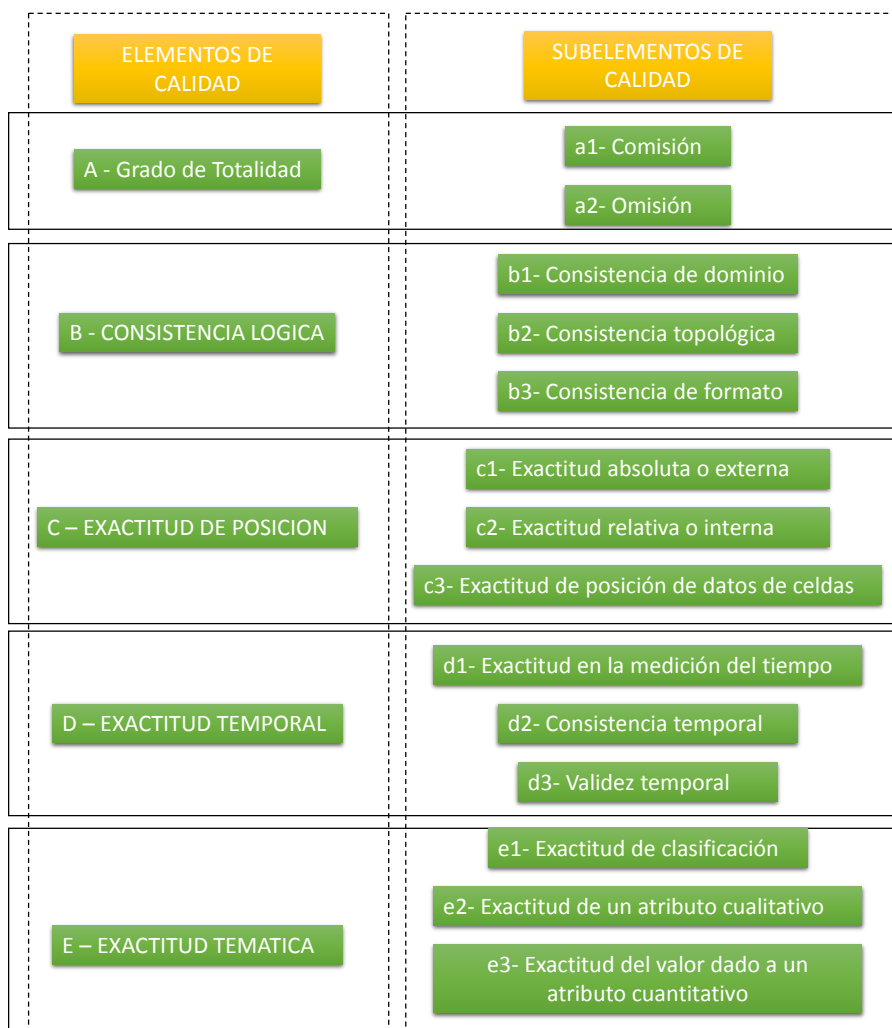 ELEMENTOS DE
CALIDAD
SUBELEMENTOS DE
CALIDAD
A - Grado de Totalidad
a1- Comisión
a2- Omisión
B - CONSISTENCIA LOGICA
b1- Consistencia de dominio
b2- Consistencia topológica
b3- Consistencia de formato
C – EXACTITUD DE POSICION
c1- Exactitud absoluta o externa
c2- Exactitud relativa o interna
c3- Exactitud de posición de datos de celdas
D – EXACTITUD TEMPORAL
d1- Exactitud en la medición del tiempo
d2- Consistencia temporal
d3- Validez temporal
E – EXACTITUD TEMATICA
e1- Exactitud de clasificación
e2- Exactitud de un atributo cualitativo
e3- Exactitud del valor dado a un
atributo cuantitativo